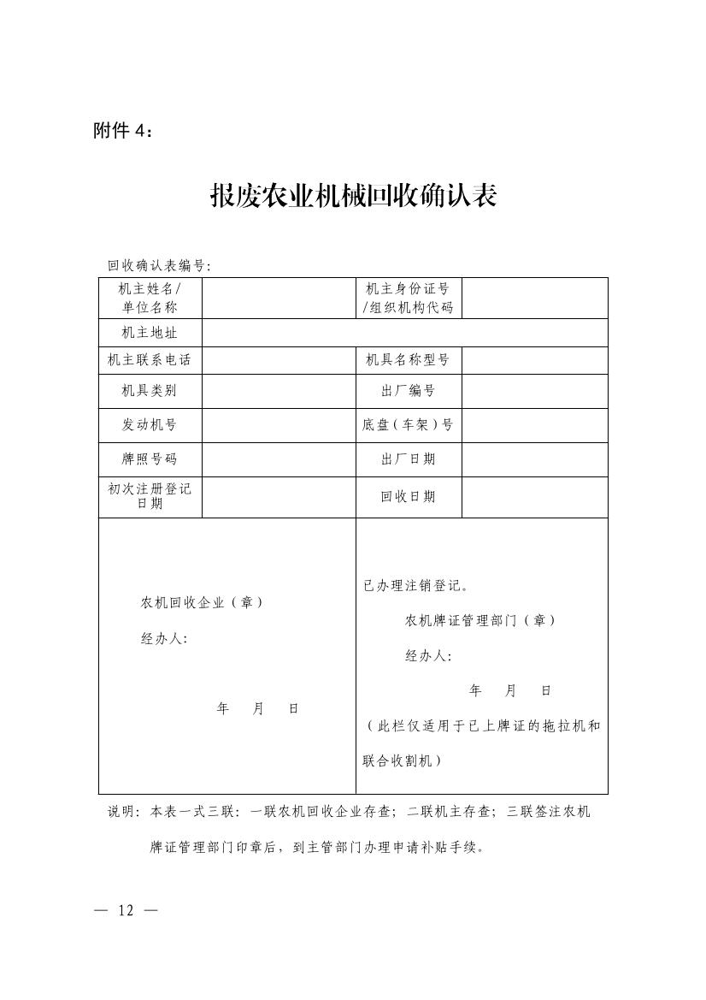 附件 4：
报废农业机械回收确认表
回收确认表编号：
机主姓名/
单位名称
机主身份证号
/组织机构代码
机主地址
机主联系电话
机具名称型号
机具类别
出厂编号
发动机号
底盘（车架）号
牌照号码
出厂日期
初次注册登记
日期
回收日期
农机回收企业（章）
经办人：
年 月 日
已办理注销登记。
农机牌证管理部门（章）
经办人：
年 月 日
（此栏仅适用于已上牌证的拖拉机和
联合收割机）
说明：本表一式三联：一联农机回收企业存查；二联机主存查；三联签注农机
牌证管理部门印章后，到主管部门办理申请补贴手续。
— 12 —